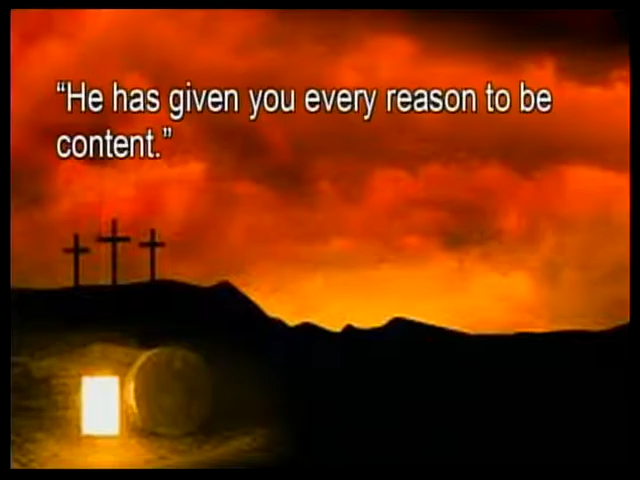 “He has given you every reason to be
content.”